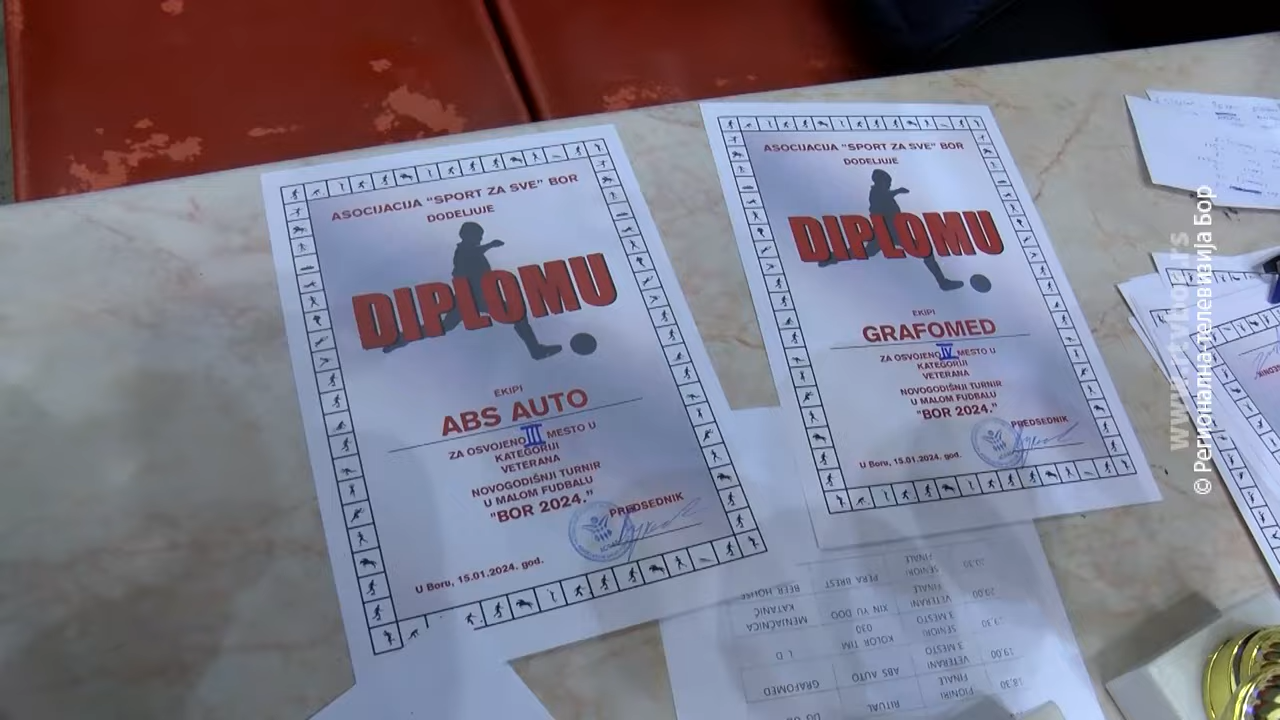 ASOCIJACIJA "SPORT ZA SVE" BOR
DODELJUJE
DIPLOMU
EKIPI
ABS AUTO
ZA OSVOJENO III MESTO U
KATEGORIJI
VETERANA
NOVOGODIŠNJI TURNIR
U MALOM FUDBALU
"BOR 2024."
PREDSEDNIK
U Boru, 15.01.2024. god.
ASOCIJACIJA "SPORT ZA SVE" BOR
DODELJUJE
DIPLOMU
EKIPI
GRAFOMED
ZA OSVOJENO IV MESTO U
KATEGORIJI
VETERANA
NOVOGODIŠNJI TURNIR
U MALOM FUDBALU
"BOR 2024."
PREDSEDNIK
U Boru, 15.01.2024. god.
RITUAL
18.30 PIONIRI FINALE
19.00 VETERANI 3 MESTO ABS AUTO GRAFOMED
19.30 SENIORI 3 MESTO KOLOR TIM 030
20.00 VETERANI FINALE XIN YU DOO MENJAČNICA KATANIĆ
20.30 SENIORI FINALE PERA BREST BEER HOUSE
© Регионална телевизија Бор